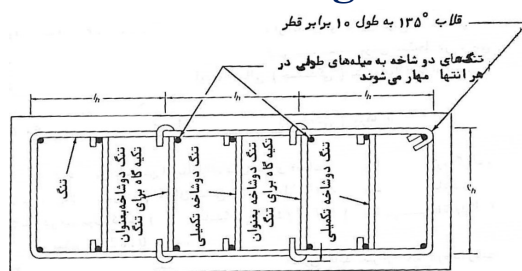 قلاب ۱۳۵° به طول ۱۰ برابر قطر
تنگ‌های دو شاخه به میله‌های طولی در
هر انتها مهار می‌شوند
تنگ
تنگ دوشاخه بعنوان
تکیه گاه برای تنگ
تنگ دوشاخه تکمیلی
تنگ دوشاخه بعنوان
تکیه گاه برای تنگ
تنگ دوشاخه تکمیلی